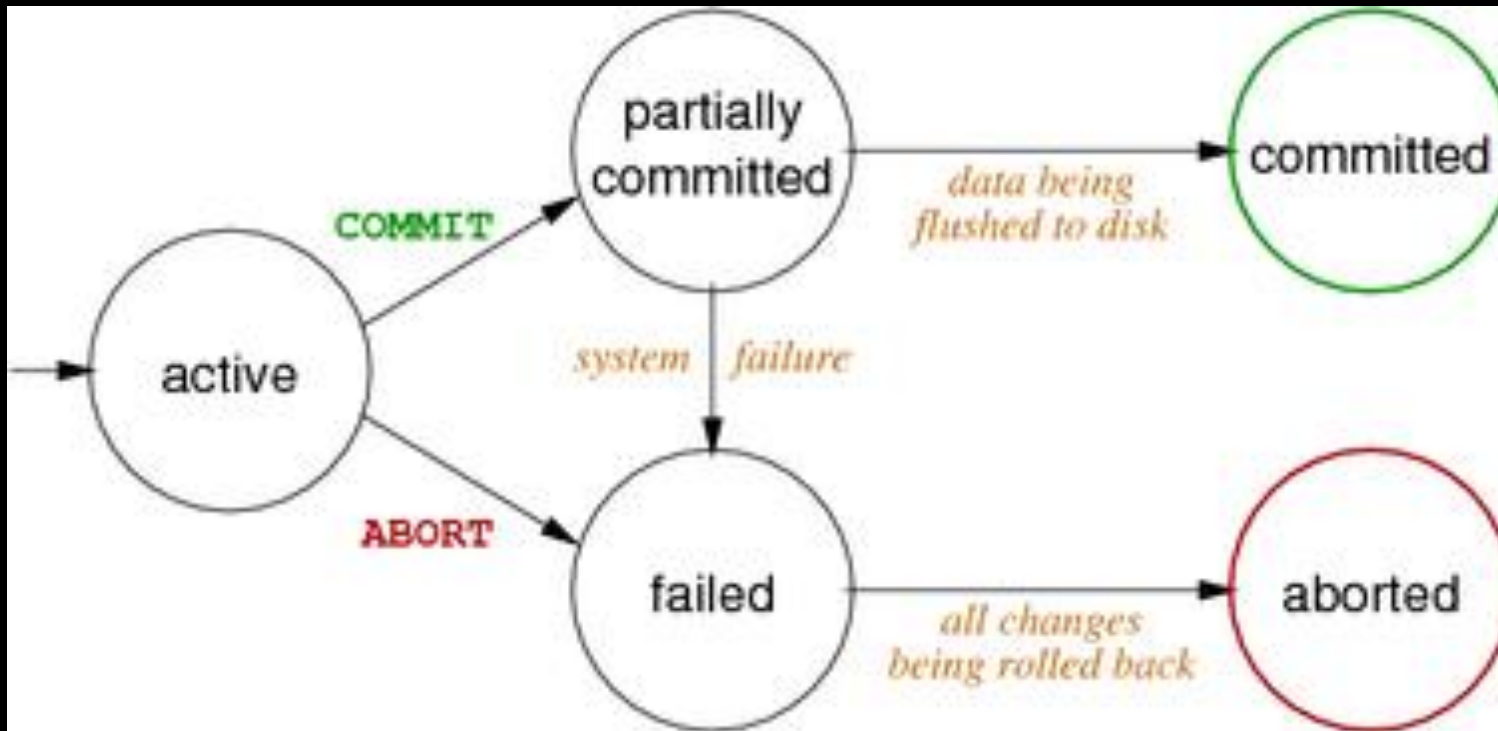 partially
committed
data being
flushed to disk
committed
COMMIT
active
system failure
ABORT
failed
all changes
being rolled back
aborted